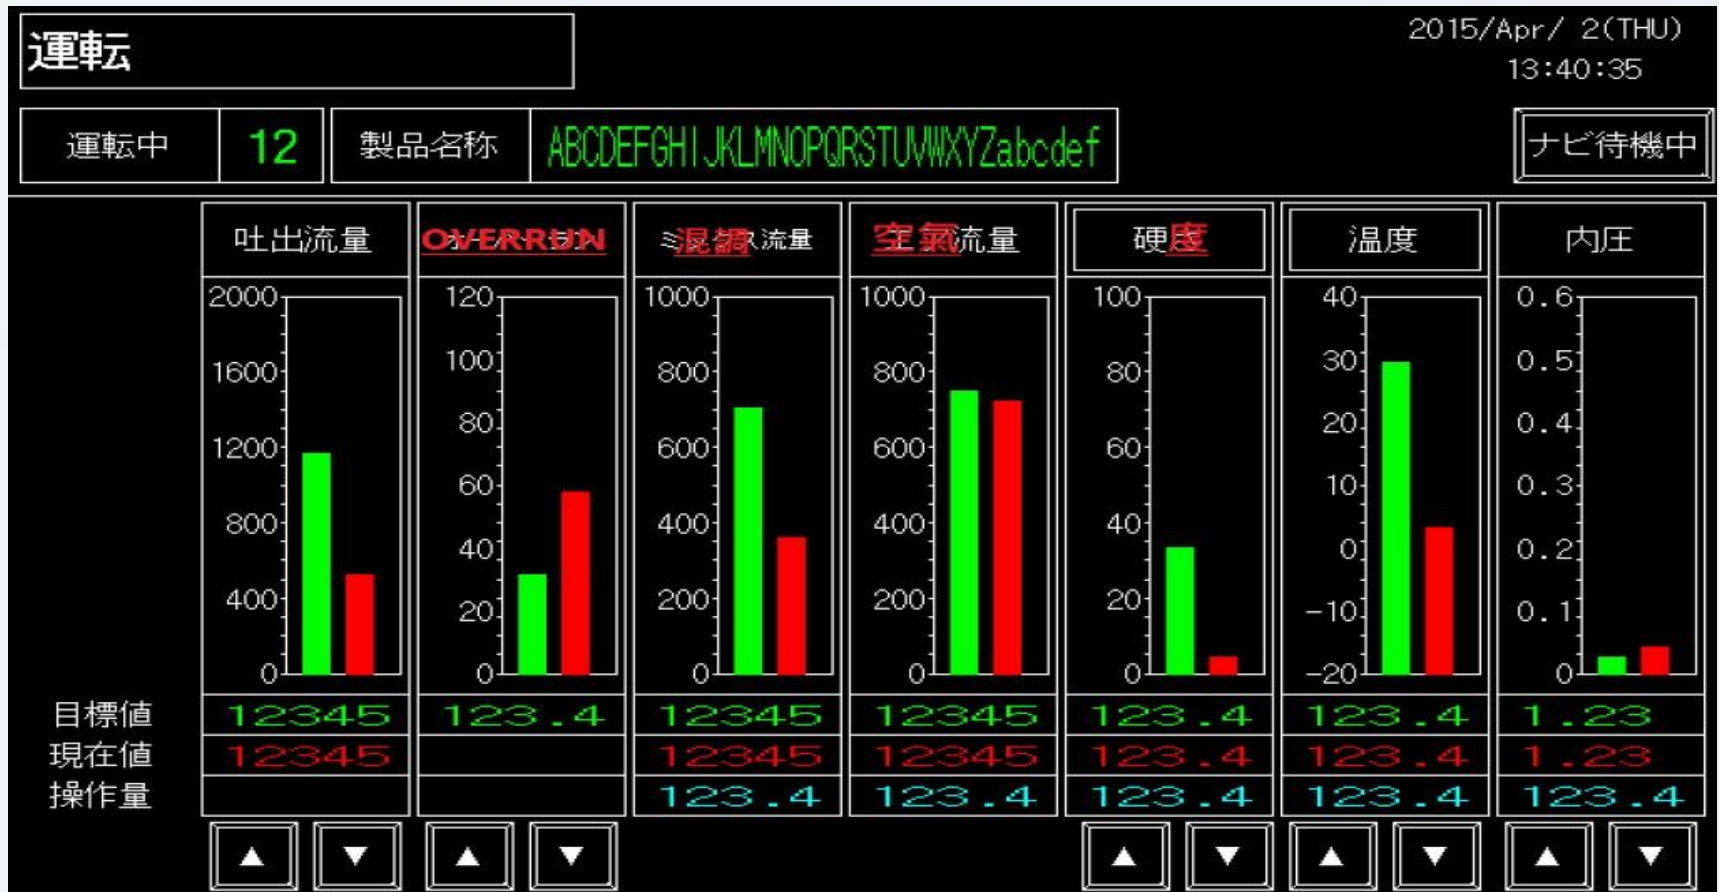 運転
2015/Apr/ 2(THU)
13:40:35
運転中 12 製品名称 ABCDEFGHIJKLMNOPQRSTUVWXYZabcdef ナビ待機中
吐出流量 OVERRUN 混調流量 空氣流量 硬度 温度 内圧
2000 120 1000 1000 100 40 0.6
1600 100 800 800 80 30 0.5
1200 80 600 600 60 20 0.4
800 60 400 400 40 10 0.3
400 40 200 200 20 0 0.2
0 20 0 0 0 -10 0.1
0 -20 0
目標値 12345 123.4 12345 12345 123.4 123.4 1.23
現在値 12345 12345 12345 123.4 123.4 1.23
操作量 123.4 123.4 123.4 123.4 123.4
▲ ▼ ▲ ▼ ▲ ▼ ▲ ▼ ▲ ▼